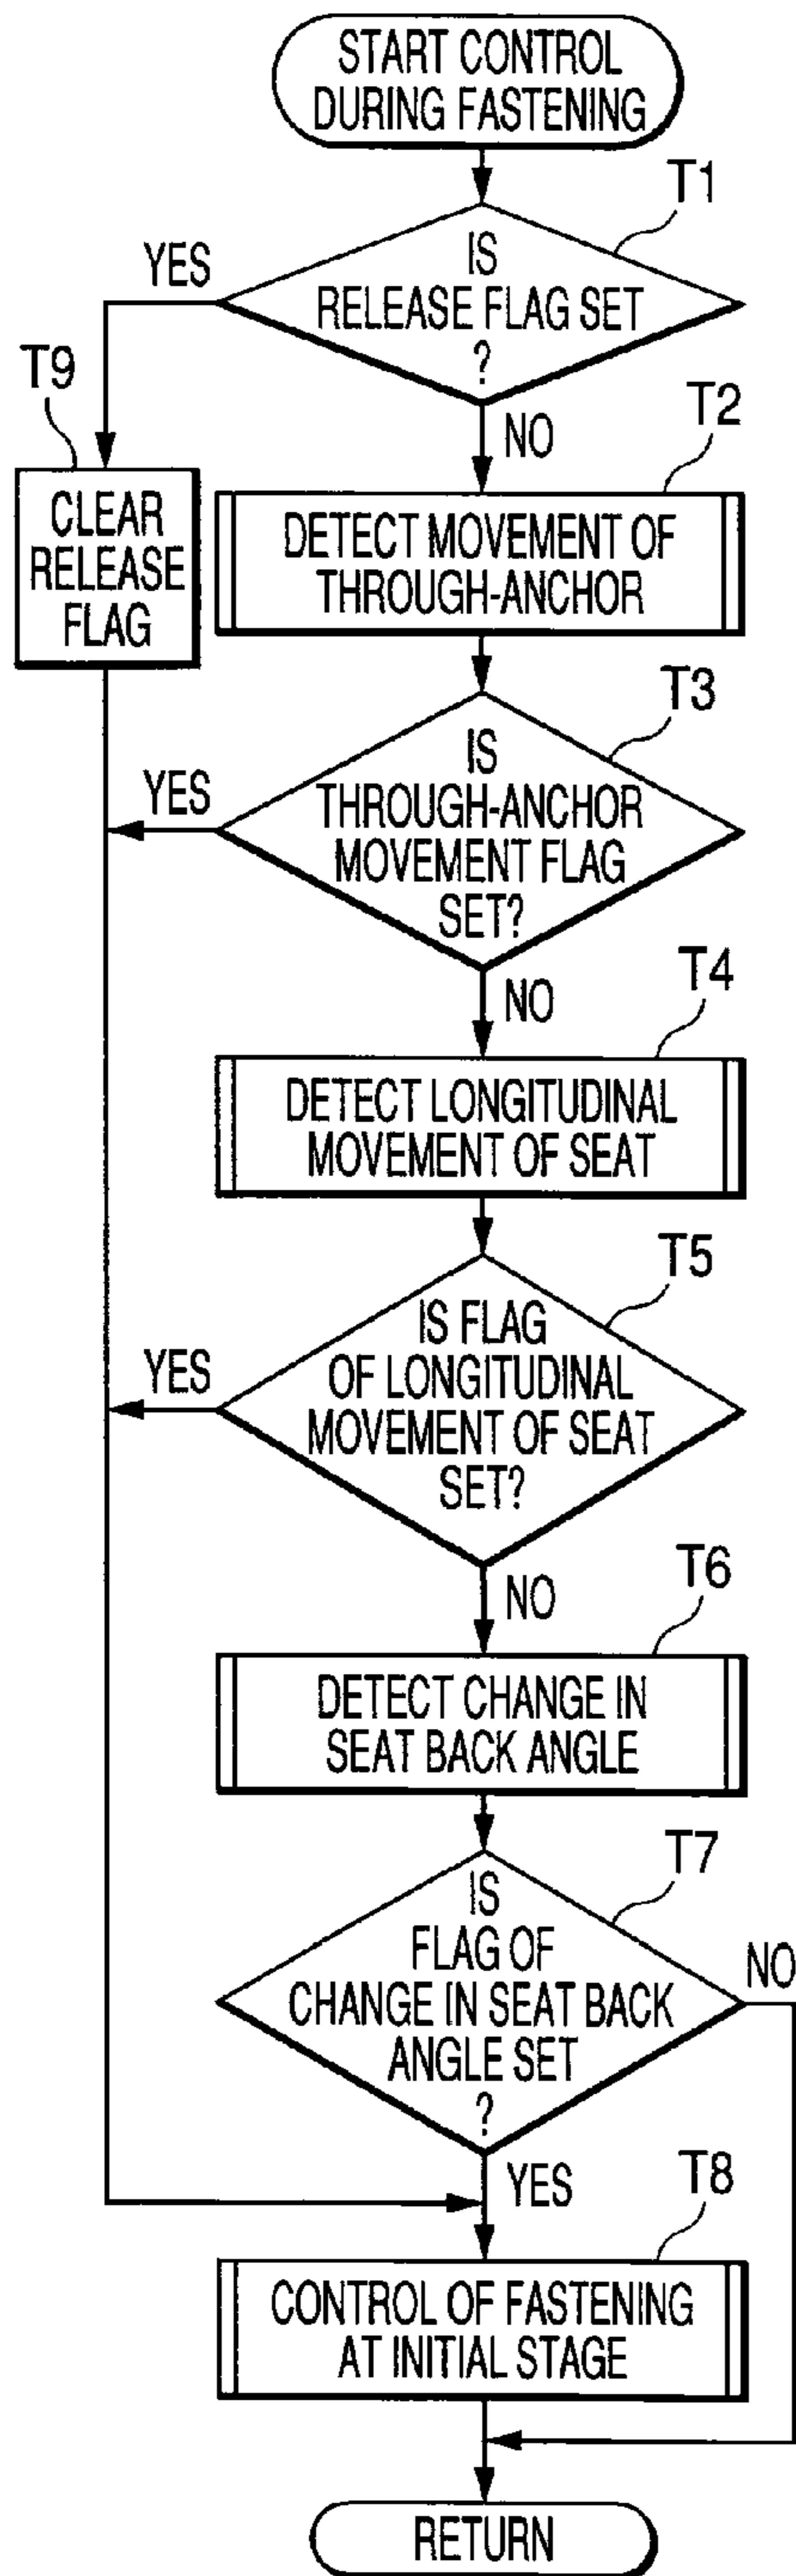 START CONTROL
DURING FASTENING
T1
IS
RELEASE FLAG SET
?
YES
NO
T9
CLEAR
RELEASE
FLAG
T2
DETECT MOVEMENT OF
THROUGH-ANCHOR
T3
IS
THROUGH-ANCHOR
MOVEMENT FLAG
SET?
YES
NO
T4
DETECT LONGITUDINAL
MOVEMENT OF SEAT
T5
IS FLAG
OF LONGITUDINAL
MOVEMENT OF SEAT
SET?
YES
NO
T6
DETECT CHANGE IN
SEAT BACK ANGLE
T7
IS
FLAG OF
CHANGE IN SEAT BACK
ANGLE SET
?
NO
YES
T8
CONTROL OF FASTENING
AT INITIAL STAGE
RETURN